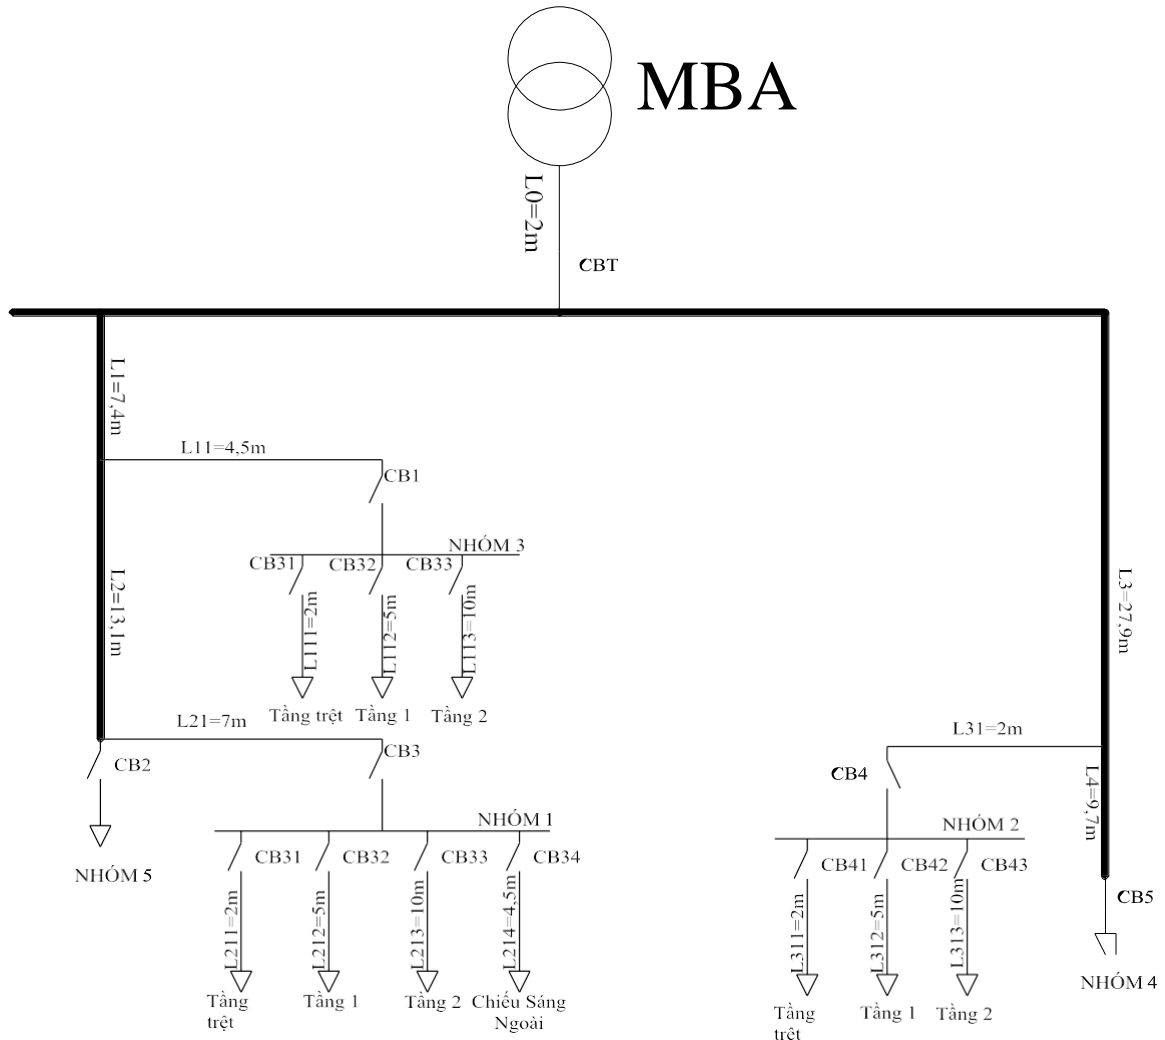 MBA
L0=2m
CBT
L1=7,4m
L11=4,5m
CB1
NHÓM 3
CB31
CB32
CB33
L2=13,1m
L111=2m
L112=5m
L113=10m
L3=27,9m
Tầng trệt
Tầng 1
Tầng 2
L21=7m
L31=2m
CB2
CB3
CB4
L4=9,7m
NHÓM 1
NHÓM 2
CB31
CB32
CB33
CB34
CB41
CB42
CB43
NHÓM 5
CB5
L211=2m
L212=5m
L213=10m
L214=4,5m
L311=2m
L312=5m
L313=10m
NHÓM 4
Tầng
trệt
Tầng 1
Tầng 2
Chiếu Sáng
Ngoài
Tầng
trệt
Tầng 1
Tầng 2